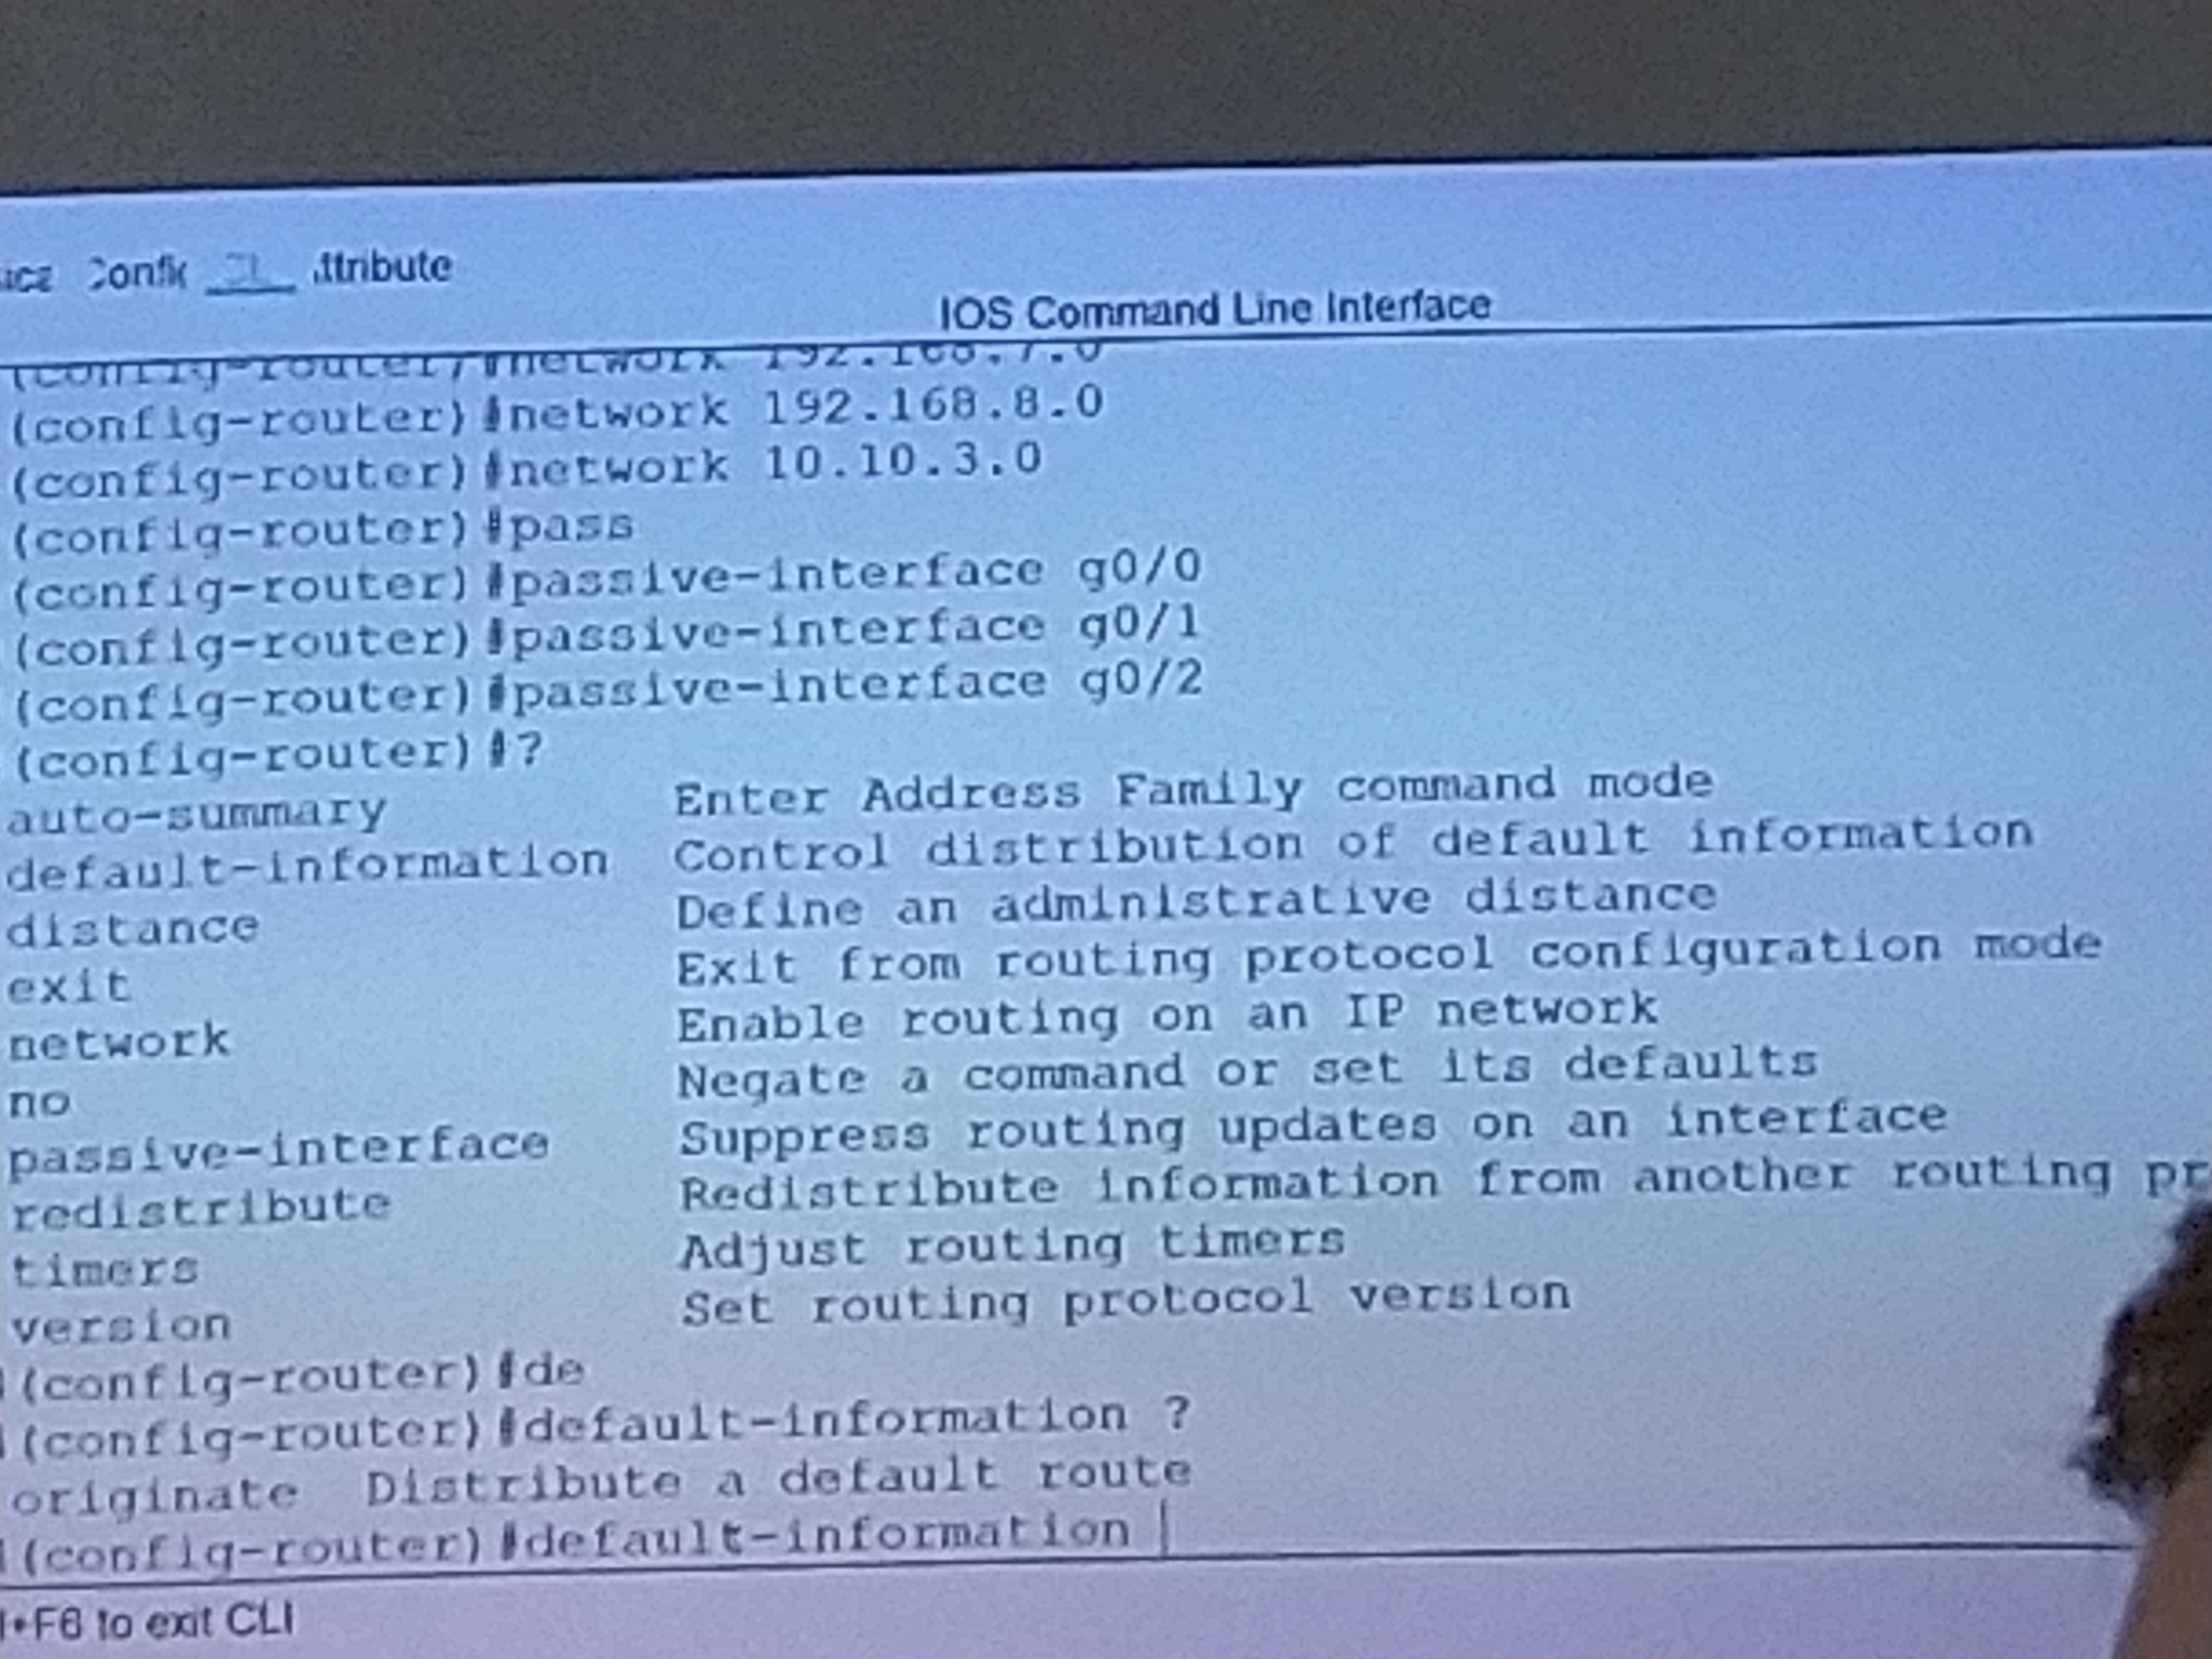 ttribute
IOS Command Line Interface
(config-router)#network 192.168.7.0
(config-router)#network 192.168.8.0
(config-router)#network 10.10.3.0
(config-router)#pass
(config-router)#passive-interface g0/0
(config-router)#passive-interface g0/1
(config-router)#passive-interface g0/2
(config-router)#?
auto-summary Enter Address Family command mode
default-information Control distribution of default information
distance Define an administrative distance
exit Exit from routing protocol configuration mode
network Enable routing on an IP network
no Negate a command or set its defaults
passive-interface Suppress routing updates on an interface
redistribute Redistribute information from another routing pr
timers Adjust routing timers
version Set routing protocol version
(config-router)#de
(config-router)#default-information ?
originate Distribute a default route
(config-router)#default-information
+F6 to exit CLI